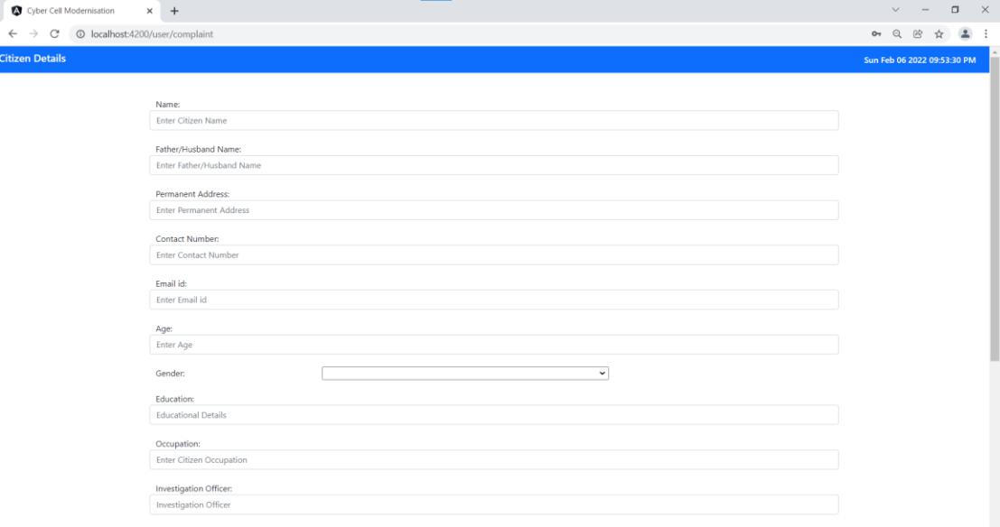 Cyber Cell Modernisation
localhost:4200/user/complaint
Citizen Details
Sun Feb 06 2022 09:53:30 PM
Name:
Enter Citizen Name
Father/Husband Name:
Enter Father/Husband Name
Permanent Address:
Enter Permanent Address
Contact Number:
Enter Contact Number
Email id:
Enter Email id
Age:
Enter Age
Gender:
Education:
Educational Details
Occupation:
Enter Citizen Occupation
Investigation Officer:
Investigation Officer